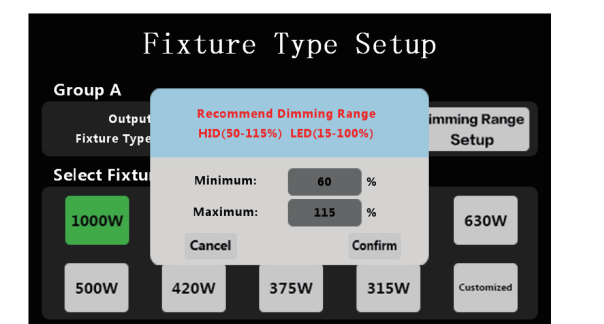 Fixture Type Setup
Group A
Output
Fixture Type
imming Range
Setup
Recommend Dimming Range
HID(50-115%) LED(15-100%)
Minimum: 60 %
Maximum: 115 %
Cancel Confirm
Select Fixtu
1000W 630W
500W 420W 375W 315W Customized